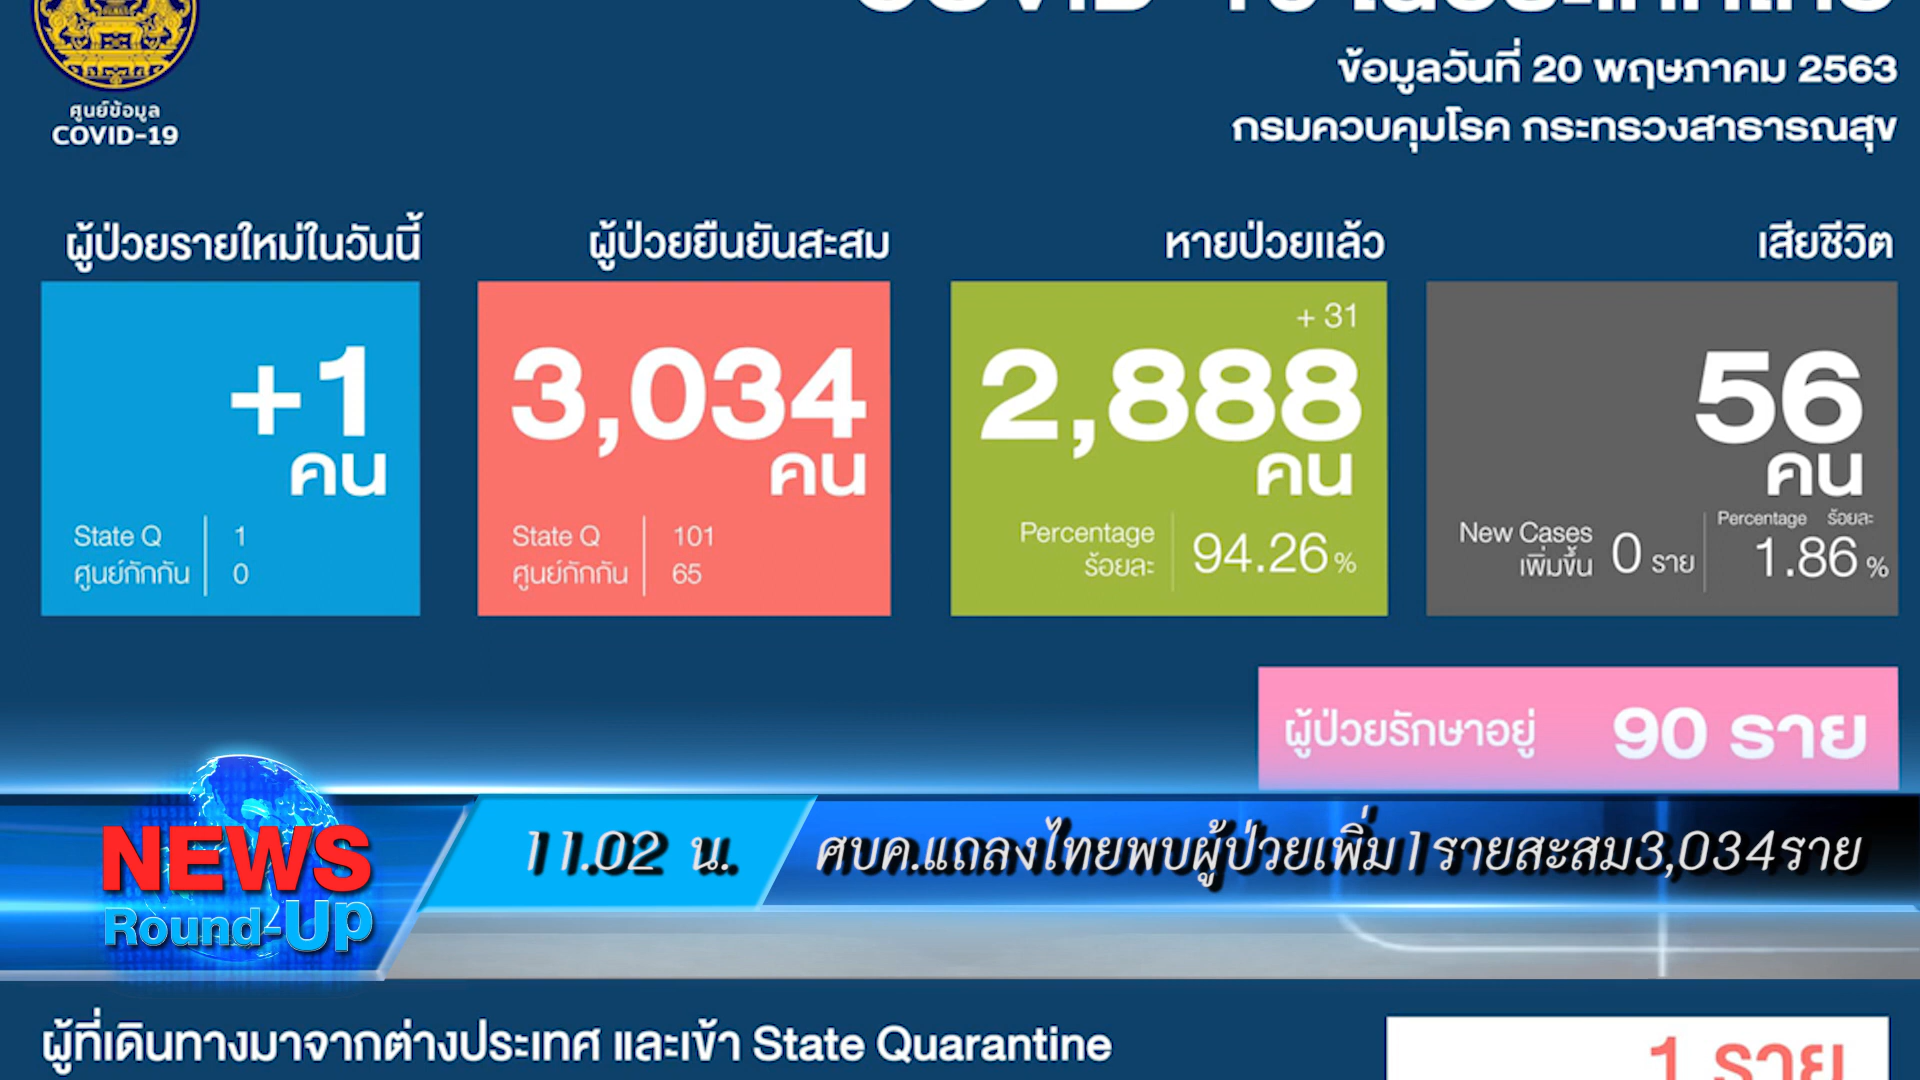 ศูนย์ข้อมูล
COVID-19
ข้อมูลวันที่ 20 พฤษภาคม 2563
กรมควบคุมโรค กระทรวงสาธารณสุข
ผู้ป่วยรายใหม่ในวันนี้
+1
คน
State Q 1
ศูนย์กักกัน 0
ผู้ป่วยยืนยันสะสม
3,034
คน
State Q 101
ศูนย์กักกัน 65
หายป่วยแล้ว
+ 31
2,888
คน
Percentage
ร้อยละ 94.26 %
เสียชีวิต
56
คน
New Cases
เพิ่มขึ้น 0 ราย
Percentage ร้อยละ
1.86 %
ผู้ป่วยรักษาอยู่ 90 ราย
NEWS
Round-Up
11.02 น.
ศบค.แถลงไทยพบผู้ป่วยเพิ่ม1รายสะสม3,034ราย
ผู้ที่เดินทางมาจากต่างประเทศ และเข้า State Quarantine
1 ราย